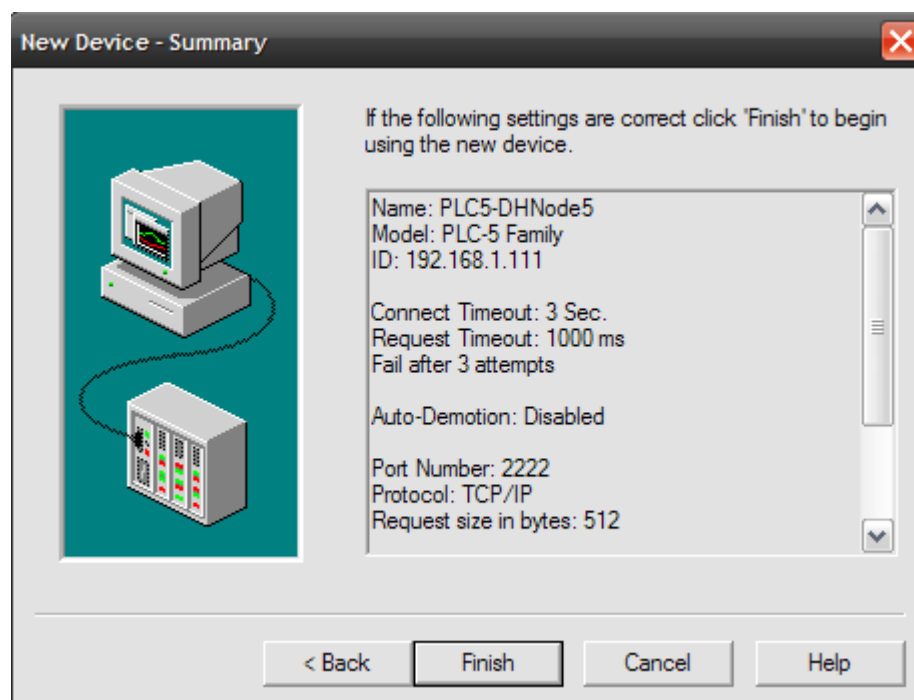 New Device - Summary
If the following settings are correct click 'Finish' to begin
using the new device.
Name: PLC5-DHNode5
Model: PLC-5 Family
ID: 192.168.1.111
Connect Timeout: 3 Sec.
Request Timeout: 1000 ms
Fail after 3 attempts
Auto-Demotion: Disabled
Port Number: 2222
Protocol: TCP/IP
Request size in bytes: 512
< Back
Finish
Cancel
Help